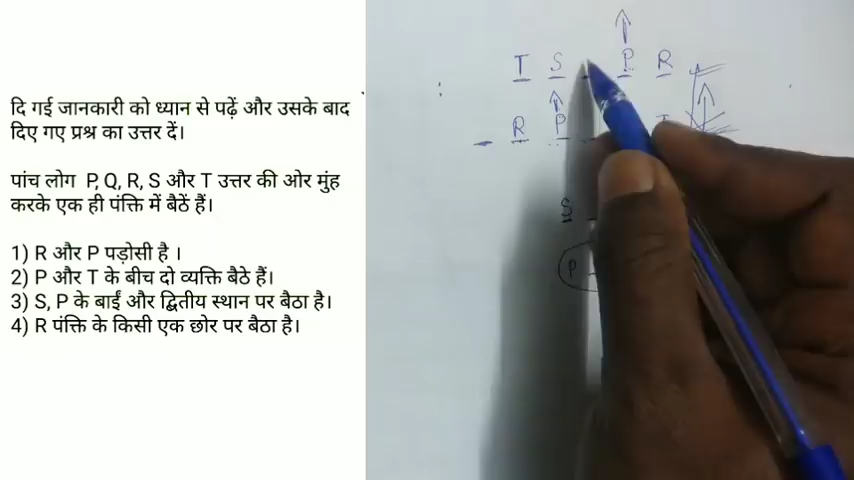 दि गई जानकारी को ध्यान से पढ़ें और उसके बाद
दिए गए प्रश्न का उत्तर दें।
पांच लोग P, Q, R, S और T उत्तर की ओर मुंह
करके एक ही पंक्ति में बैठें हैं।
1) R और P पड़ोसी है ।
2) P और T के बीच दो व्यक्ति बैठे हैं।
3) S, P के बाईं और द्बितीय स्थान पर बैठा है।
4) R पंक्ति के किसी एक छोर पर बैठा है।
T S P R
R P
S
P